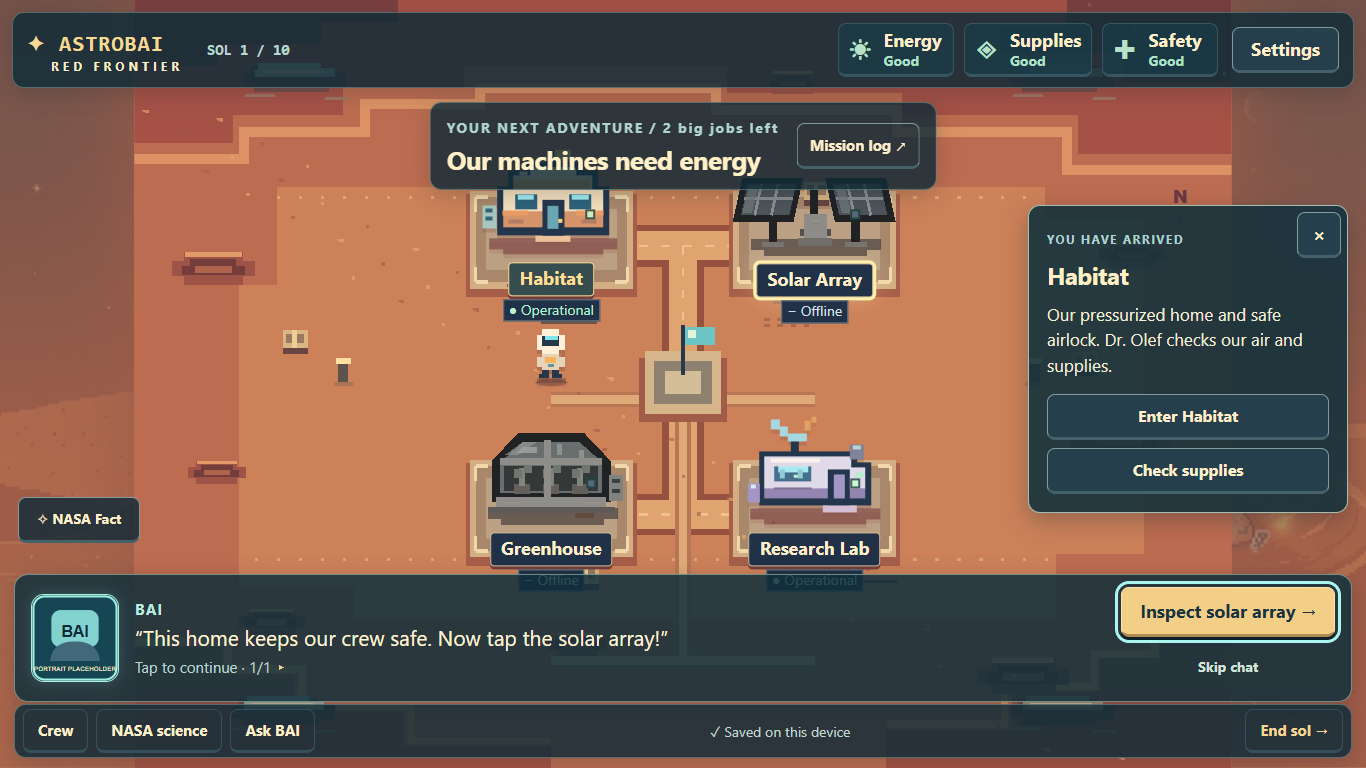 ✦ ASTROBAI
RED FRONTIER
SOL 1 / 10
Energy
Good
Supplies
Good
Safety
Good
Settings
YOUR NEXT ADVENTURE / 2 big jobs left
Our machines need energy
Mission log ↗
N
YOU HAVE ARRIVED
×
Habitat
Our pressurized home and safe
airlock. Dr. Olef checks our air and
supplies.
Enter Habitat
Check supplies
Habitat
• Operational
Solar Array
– Offline
Greenhouse
– Offline
Research Lab
• Operational
✧ NASA Fact
BAI
PORTRAIT PLACEHOLDER
BAI
“This home keeps our crew safe. Now tap the solar array!”
Tap to continue · 1/1 ▸
Inspect solar array →
Skip chat
Crew
NASA science
Ask BAI
✓ Saved on this device
End sol →